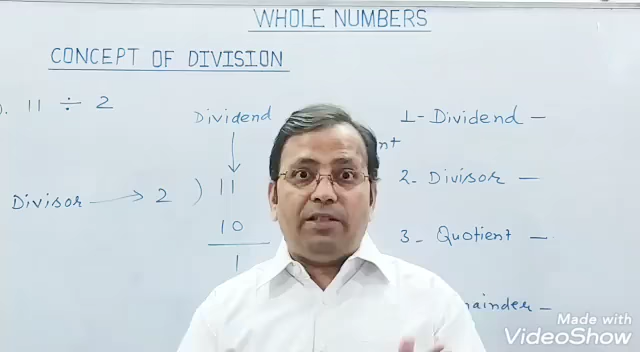 WHOLE NUMBERS
CONCEPT OF DIVISION
11 ÷ 2
Dividend
1- Dividend -
Divisor → 2 ) 11
2. Divisor -
10
3- Quotient -
1
Made with
VideoShow